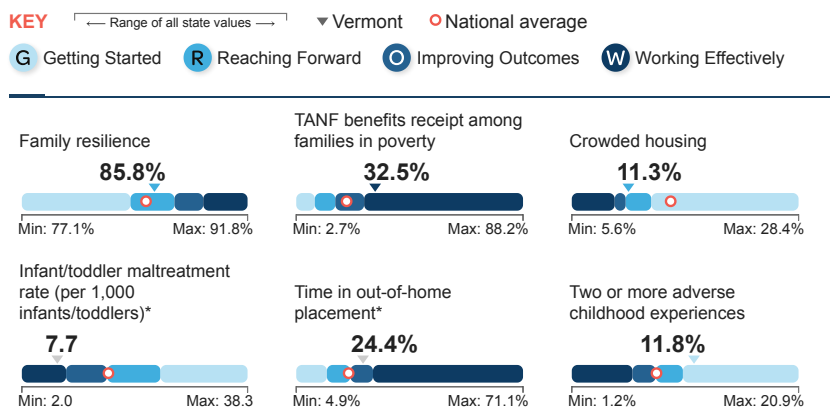 KEY ← Range of all state values → Vermont National average
G Getting Started R Reaching Forward O Improving Outcomes W Working Effectively
Family resilience
85.8%
Min: 77.1% Max: 91.8%
TANF benefits receipt among
families in poverty
32.5%
Min: 2.7% Max: 88.2%
Crowded housing
11.3%
Min: 5.6% Max: 28.4%
Infant/toddler maltreatment
rate (per 1,000
infants/toddlers)*
7.7
Min: 2.0 Max: 38.3
Time in out-of-home
placement*
24.4%
Min: 4.9% Max: 71.1%
Two or more adverse
childhood experiences
11.8%
Min: 1.2% Max: 20.9%